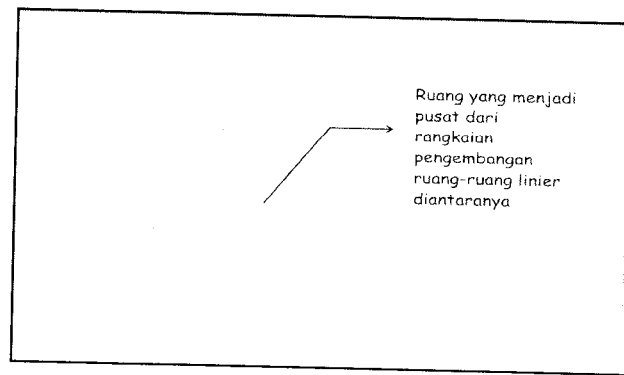 Ruang yang menjadi
pusat dari
rangkaian
pengembangan
ruang-ruang linier
diantaranya